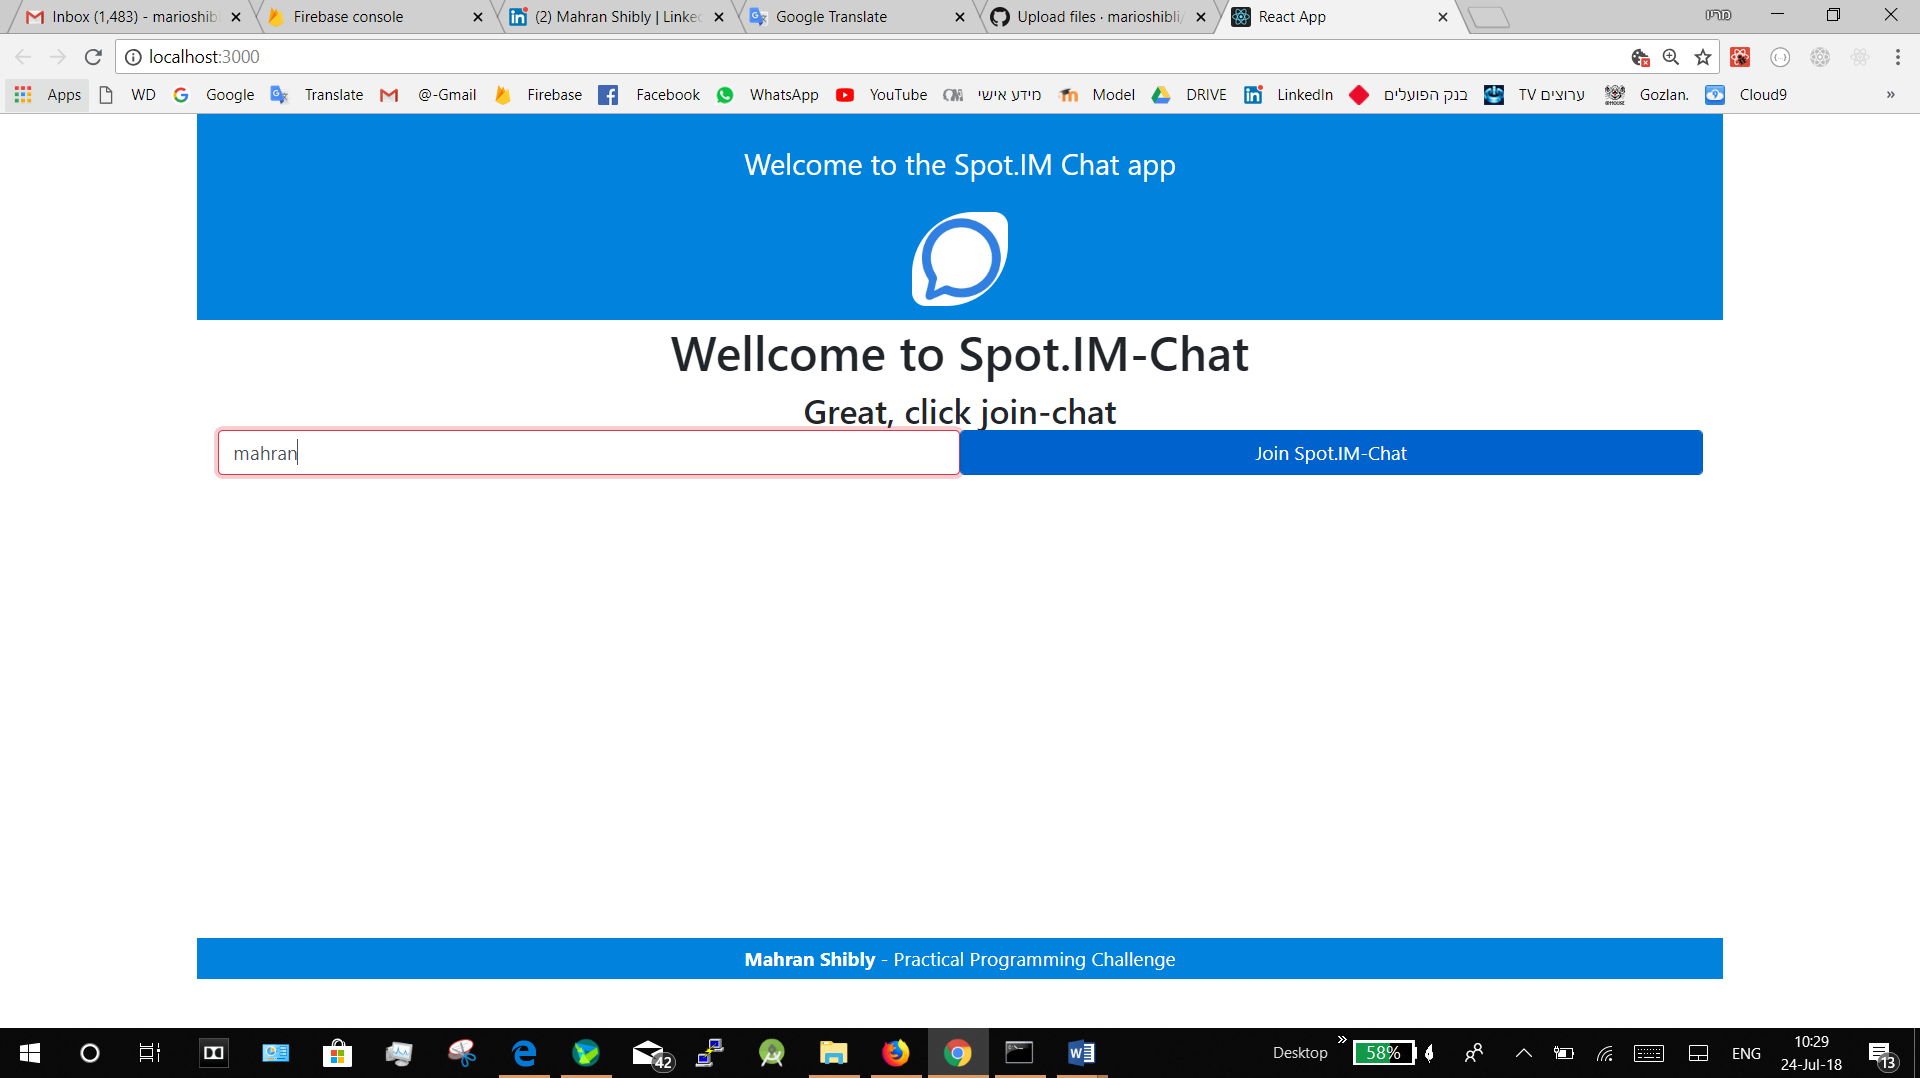 Inbox (1,483) - marioshibl
Firebase console
(2) Mahran Shibly | Linked
Google Translate
Upload files · marioshibli/
React App
מריו
localhost:3000
Apps
WD
Google
Translate
@-Gmail
Firebase
Facebook
WhatsApp
YouTube
מידע אישי
Model
DRIVE
LinkedIn
בנק הפועלים
ערוצים TV
Gozlan.
Cloud9
»
Welcome to the Spot.IM Chat app
Wellcome to Spot.IM-Chat
Great, click join-chat
mahran
Join Spot.IM-Chat
Mahran Shibly - Practical Programming Challenge
42
Desktop
»
58%
ENG
10:29
24-Jul-18
13